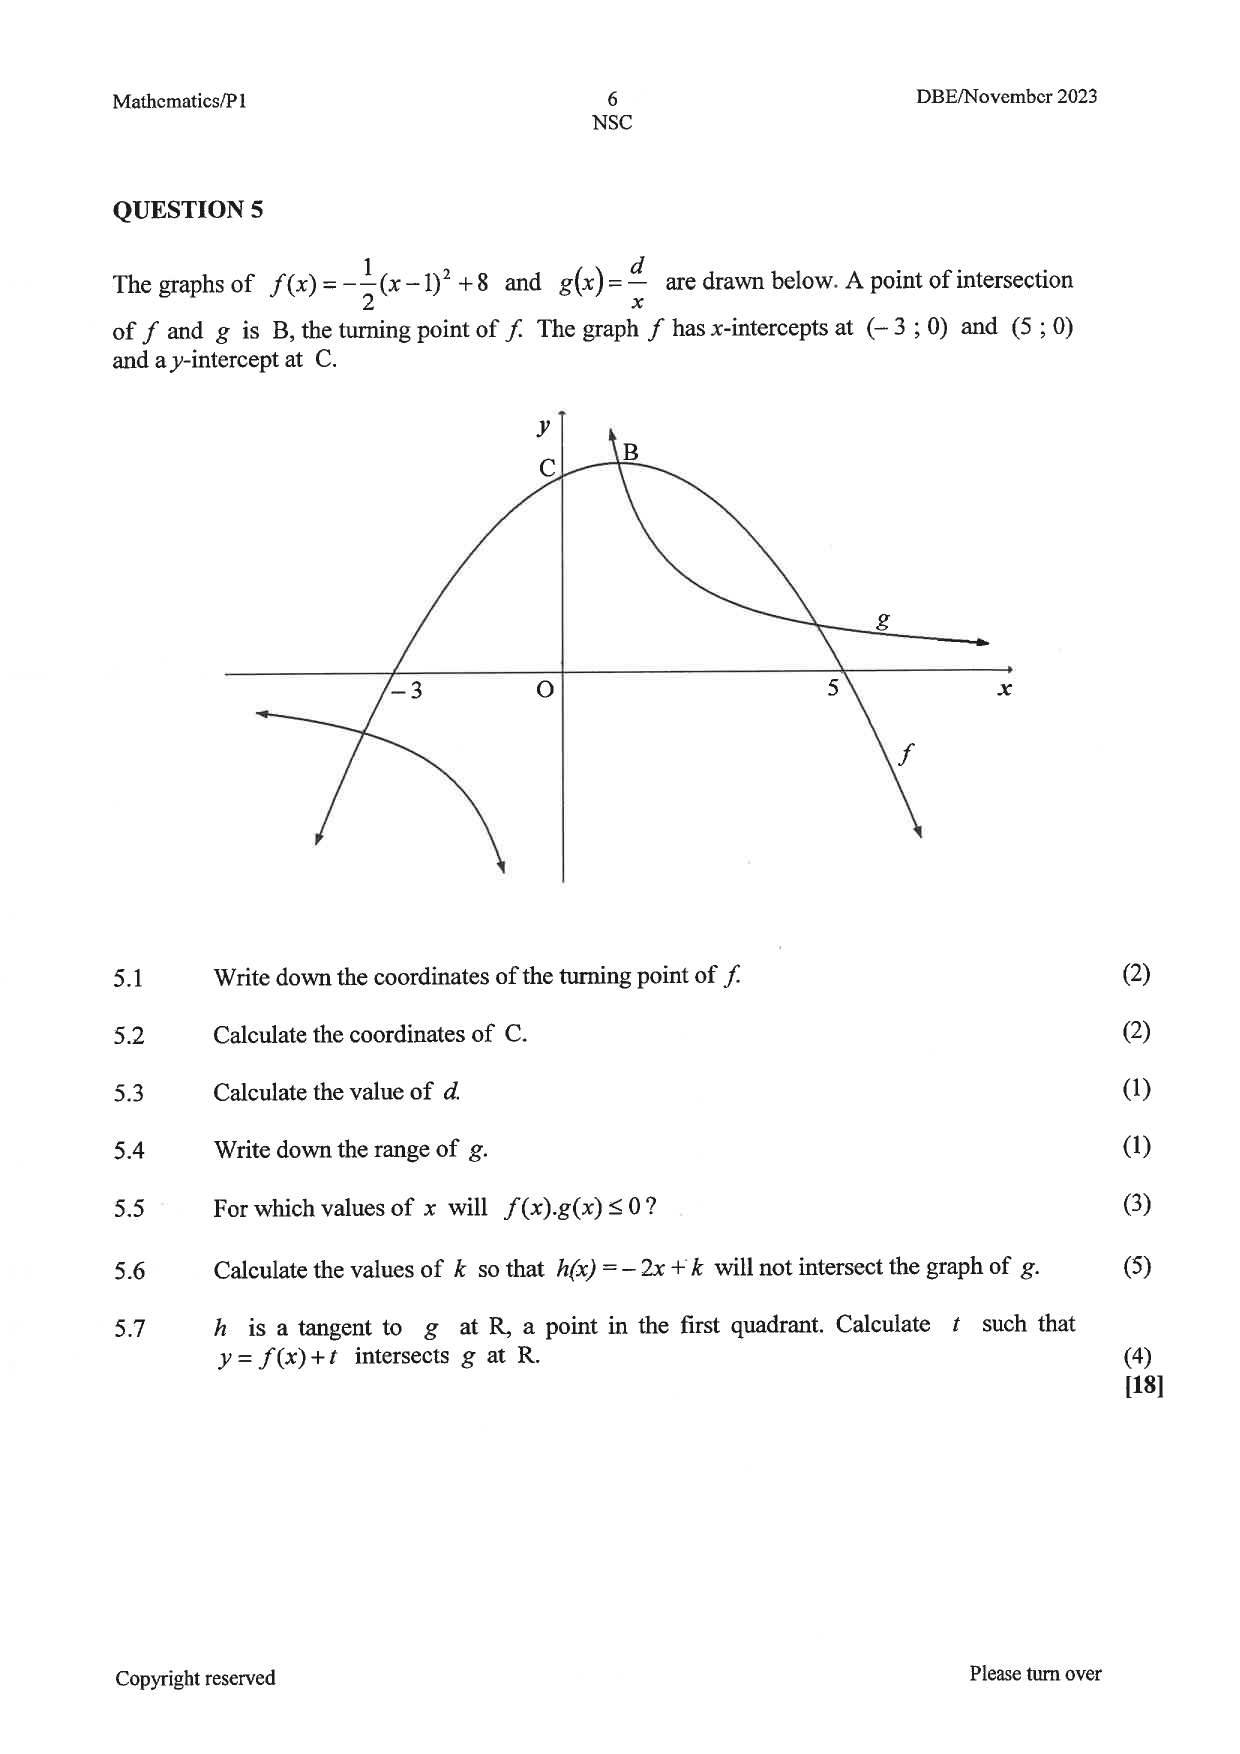 Mathematics/P1 6 DBE/November 2023
NSC
QUESTION 5
The graphs of f(x) = −1/2(x − 1)² + 8 and g(x) = d/x are drawn below. A point of intersection
of f and g is B, the turning point of f. The graph f has x-intercepts at (− 3 ; 0) and (5 ; 0)
and a y-intercept at C.
y
C
B
g
− 3
O
5
x
f
5.1 Write down the coordinates of the turning point of f. (2)
5.2 Calculate the coordinates of C. (2)
5.3 Calculate the value of d. (1)
5.4 Write down the range of g. (1)
5.5 For which values of x will f(x).g(x) ≤ 0 ? (3)
5.6 Calculate the values of k so that h(x) = − 2x + k will not intersect the graph of g. (5)
5.7 h is a tangent to g at R, a point in the first quadrant. Calculate t such that
y = f(x) + t intersects g at R. (4)
[18]
Copyright reserved Please turn over